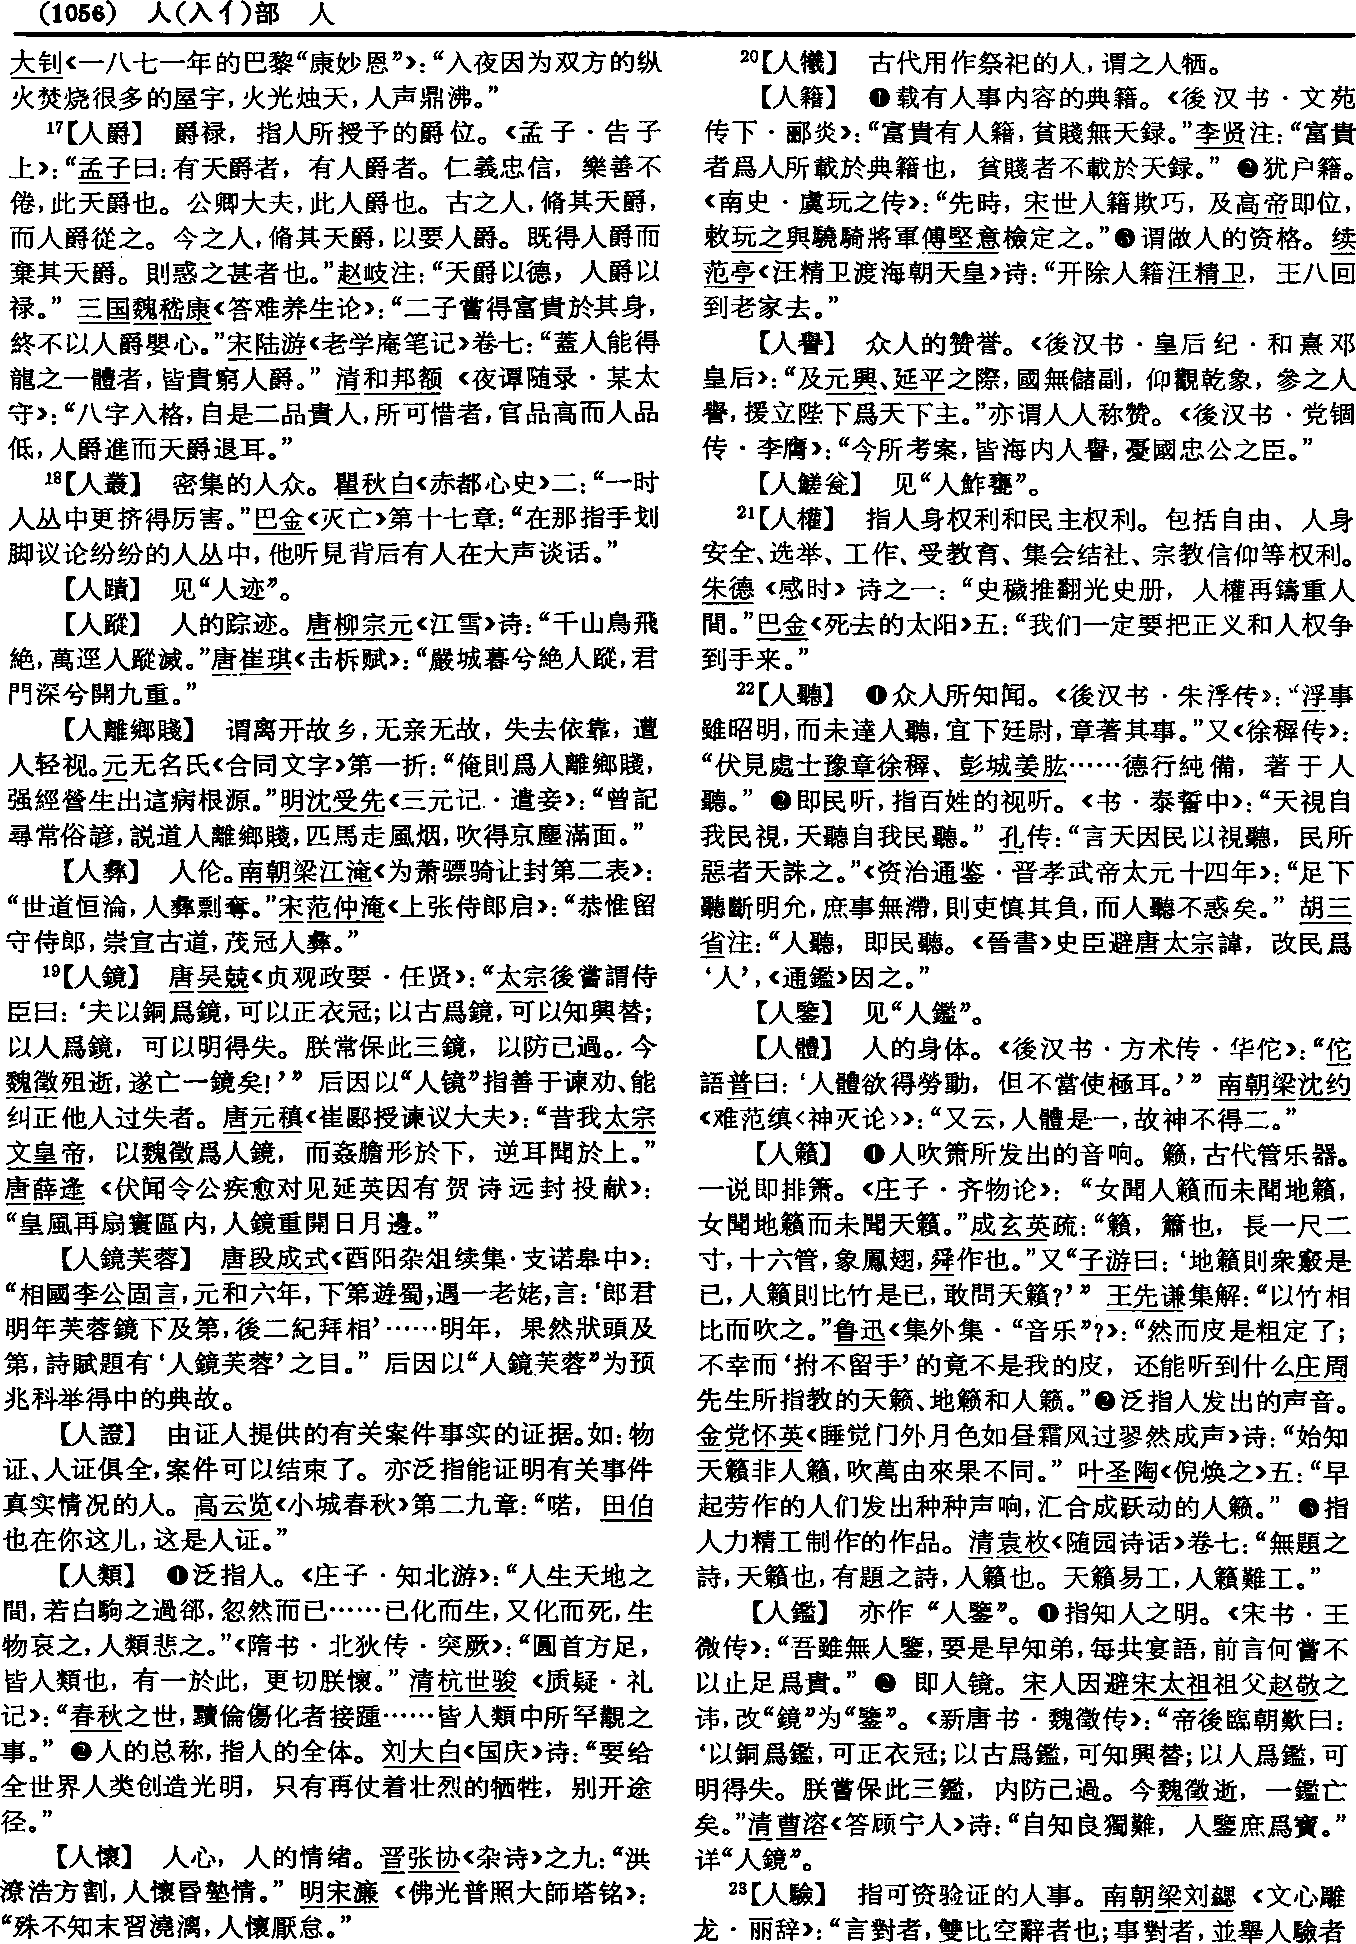 (1056) 人(入亻)部 人
大钊《一八七一年的巴黎“康妙恩”》：“入夜因为双方的纵
火焚烧很多的屋宇，火光烛天，人声鼎沸。”
17【人爵】 爵禄，指人所授予的爵位。《孟子·告子
上》：“孟子曰：有天爵者，有人爵者。仁義忠信，樂善不
倦，此天爵也。公卿大夫，此人爵也。古之人，脩其天爵，
而人爵從之。今之人，脩其天爵，以要人爵。既得人爵而
棄其天爵。則惑之甚者也。”赵岐注：“天爵以德，人爵以
禄。” 三国魏嵇康《答难养生论》：“二子嘗得富貴於其身，
終不以人爵嬰心。”宋陆游《老学庵笔记》卷七：“蓋人能得
龍之一體者，皆貴窮人爵。” 清和邦额《夜谭随录·某太
守》：“八字入格，自是二品貴人，所可惜者，官品高而人品
低，人爵進而天爵退耳。”
18【人叢】 密集的人众。瞿秋白《赤都心史》二：“一时
人丛中更挤得厉害。”巴金《灭亡》第十七章：“在那指手划
脚议论纷纷的人丛中，他听見背后有人在大声谈话。”
【人蹟】 见“人迹”。
【人蹤】 人的踪迹。唐柳宗元《江雪》诗：“千山鳥飛
絶，萬逕人蹤滅。”唐崔琪《击柝赋》：“嚴城暮兮絶人蹤，君
門深兮開九重。”
【人離鄉賤】 谓离开故乡，无亲无故，失去依靠，遭
人轻视。元无名氏《合同文字》第一折：“俺則爲人離鄉賤，
强經營生出這病根源。”明沈受先《三元记·遣妾》：“曾記
尋常俗諺，説道人離鄉賤，匹馬走風烟，吹得京塵滿面。”
【人彝】 人伦。南朝梁江淹《为萧骠骑让封第二表》：
“世道恒淪，人彝剽奪。”宋范仲淹《上张侍郎启》：“恭惟留
守侍郎，崇宣古道，茂冠人彝。”
19【人鏡】 唐吴兢《贞观政要·任贤》：“太宗後嘗謂侍
臣曰：‘夫以銅爲鏡，可以正衣冠；以古爲鏡，可以知興替；
以人爲鏡，可以明得失。朕常保此三鏡，以防己過。今
魏徵殂逝，遂亡一鏡矣！’” 后因以“人镜”指善于谏劝、能
纠正他人过失者。唐元稹《崔郾授谏议大夫》：“昔我太宗
文皇帝，以魏徵爲人鏡，而姦膽形於下，逆耳聞於上。”
唐薛逢《伏闻令公疾愈对见延英因有贺诗远封投献》：
“皇風再扇寰區内，人鏡重開日月邊。”
【人鏡芙蓉】 唐段成式《酉阳杂俎续集·支诺皋中》：
“相國李公固言，元和六年，下第遊蜀，遇一老姥，言：‘郎君
明年芙蓉鏡下及第，後二紀拜相’……明年，果然狀頭及
第，詩賦題有‘人鏡芙蓉’之目。” 后因以“人鏡芙蓉”为预
兆科举得中的典故。
【人證】 由证人提供的有关案件事实的证据。如：物
证、人证俱全，案件可以结束了。亦泛指能证明有关事件
真实情况的人。高云览《小城春秋》第二九章：“喏，田伯
也在你这儿，这是人证。”
【人類】 ❶泛指人。《庄子·知北游》：“人生天地之
間，若白駒之過郤，忽然而已……已化而生，又化而死，生
物哀之，人類悲之。”《隋书·北狄传·突厥》：“圓首方足，
皆人類也，有一於此，更切朕懷。” 清杭世骏《质疑·礼
记》：“春秋之世，瀆倫傷化者接踵……皆人類中所罕覯之
事。” ❷人的总称，指人的全体。刘大白《国庆》诗：“要给
全世界人类创造光明，只有再仗着壮烈的牺牲，别开途
径。”
【人懷】 人心，人的情绪。晋张协《杂诗》之九：“洪
潦浩方割，人懷昏墊情。” 明宋濂《佛光普照大師塔铭》：
“殊不知末習澆漓，人懷厭怠。”
20【人犧】 古代用作祭祀的人，谓之人牺。
【人籍】 ❶载有人事内容的典籍。《後汉书·文苑
传下·郦炎》：“富貴有人籍，貧賤無天録。”李贤注：“富貴
者爲人所載於典籍也，貧賤者不載於天録。” ❷犹户籍。
《南史·虞玩之传》：“先時，宋世人籍欺巧，及高帝即位，
敕玩之與驍騎將軍傅堅意檢定之。”❸谓做人的资格。续
范亭《汪精卫渡海朝天皇》诗：“开除人籍汪精卫，王八回
到老家去。”
【人譽】 众人的赞誉。《後汉书·皇后纪·和熹邓
皇后》：“及元興、延平之際，國無儲副，仰觀乾象，參之人
譽，援立陛下爲天下主。”亦谓人人称赞。《後汉书·党锢
传·李膺》：“今所考案，皆海内人譽，憂國忠公之臣。”
【人鮺瓮】 见“人鮓甕”。
21【人權】 指人身权利和民主权利。包括自由、人身
安全、选举、工作、受教育、集会结社、宗教信仰等权利。
朱德《感时》诗之一：“史穢推翻光史册，人權再鑄重人
間。”巴金《死去的太阳》五：“我们一定要把正义和人权争
到手来。”
22【人聽】 ❶众人所知闻。《後汉书·朱浮传》：“浮事
雖昭明，而未達人聽，宜下廷尉，章著其事。”又《徐穉传》：
“伏見處士豫章徐穉、彭城姜肱……德行純備，著于人
聽。” ❷即民听，指百姓的视听。《书·泰誓中》：“天視自
我民視，天聽自我民聽。” 孔传：“言天因民以視聽，民所
惡者天誅之。”《资治通鉴·晋孝武帝太元十四年》：“足下
聽斷明允，庶事無滯，則吏慎其負，而人聽不惑矣。” 胡三
省注：“人聽，即民聽。《晉書》史臣避唐太宗諱，改民爲
‘人’，《通鑑》因之。”
【人鑒】 见“人鑑”。
【人體】 人的身体。《後汉书·方术传·华佗》：“佗
語普曰：‘人體欲得勞動，但不當使極耳。’” 南朝梁沈约
《难范缜〈神灭论〉》：“又云，人體是一，故神不得二。”
【人籟】 ❶人吹箫所发出的音响。籁，古代管乐器。
一说即排箫。《庄子·齐物论》：“女聞人籟而未聞地籟，
女聞地籟而未聞天籟。”成玄英疏：“籟，簫也，長一尺二
寸，十六管，象鳳翅，舜作也。”又“子游曰：‘地籟則衆竅是
已，人籟則比竹是已，敢問天籟？’” 王先谦集解：“以竹相
比而吹之。”鲁迅《集外集·“音乐”？》：“然而皮是粗定了；
不幸而‘拊不留手’的竟不是我的皮，还能听到什么庄周
先生所指教的天籁、地籁和人籁。”❷泛指人发出的声音。
金党怀英《睡觉门外月色如昼霜风过翏然成声》诗：“始知
天籟非人籟，吹萬由來果不同。” 叶圣陶《倪焕之》五：“早
起劳作的人们发出种种声响，汇合成跃动的人籁。” ❸指
人力精工制作的作品。清袁枚《随园诗话》卷七：“無題之
詩，天籟也，有題之詩，人籟也。天籟易工，人籟難工。”
【人鑑】 亦作“人鑒”。❶指知人之明。《宋书·王
微传》：“吾雖無人鑒，要是早知弟，每共宴語，前言何嘗不
以止足爲貴。” ❷ 即人镜。宋人因避宋太祖祖父赵敬之
讳，改“鏡”为“鑒”。《新唐书·魏徵传》：“帝後臨朝歎曰：
‘以銅爲鑑，可正衣冠；以古爲鑑，可知興替；以人爲鑑，可
明得失。朕嘗保此三鑑，内防己過。今魏徵逝，一鑑亡
矣。”清曹溶《答顾宁人》诗：“自知良獨難，人鑒庶爲寶。”
详“人鏡”。
23【人驗】 指可资验证的人事。南朝梁刘勰《文心雕
龙·丽辞》：“言對者，雙比空辭者也；事對者，並舉人驗者